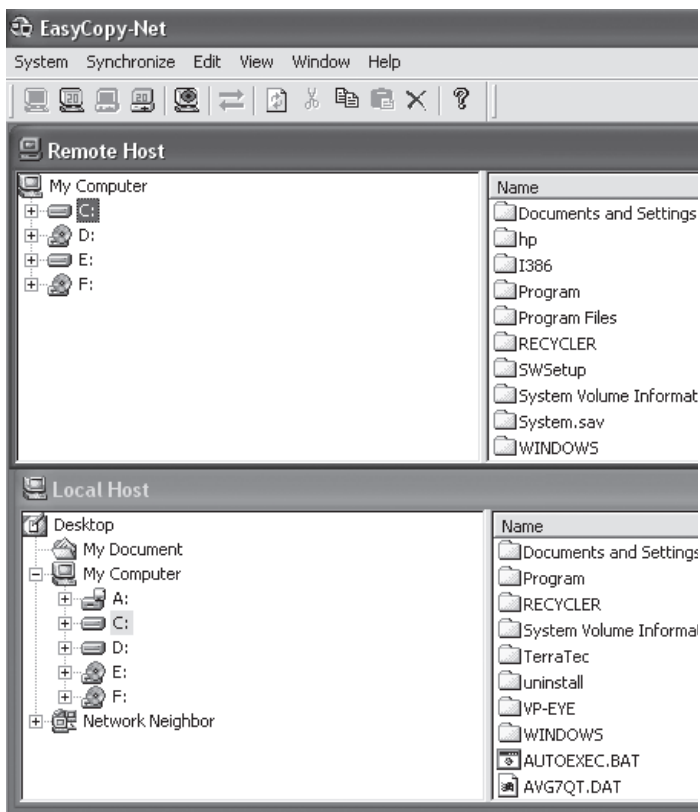 EasyCopy-Net
System Synchronize Edit View Window Help
Remote Host
My Computer
C:
D:
E:
F:
Name
Documents and Settings
hp
I386
Program
Program Files
RECYCLER
SWSetup
System Volume Informat
System.sav
WINDOWS
Local Host
Desktop
My Document
My Computer
A:
C:
D:
E:
F:
Network Neighbor
Name
Documents and Settings
Program
RECYCLER
System Volume Informat
TerraTec
uninstall
VP-EYE
WINDOWS
AUTOEXEC.BAT
AVG7QT.DAT